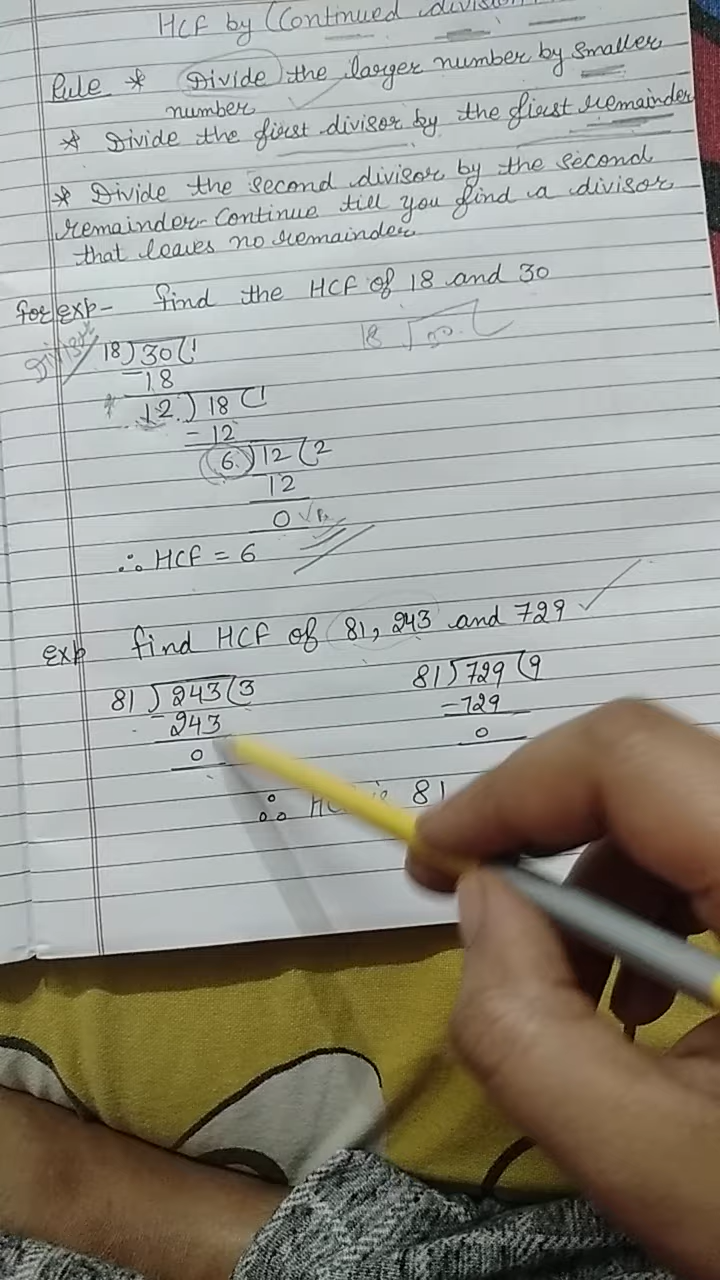 HCF by (Continued division
Rule * Divide the larger number by smaller
number
* Divide the first divisor by the first remainder
* Divide the second divisor by the second
remainder- Continue till you find a divisor
that leaves no remainder
for exp- find the HCF of 18 and 30
18
18)30(1
-18
12)18(1
-12
6)12(2
12
0
∴ HCF = 6
Exp find HCF of 81, 243 and 729
81)243(3
243
0
81)729(9
-729
0
∴ HCF is 81